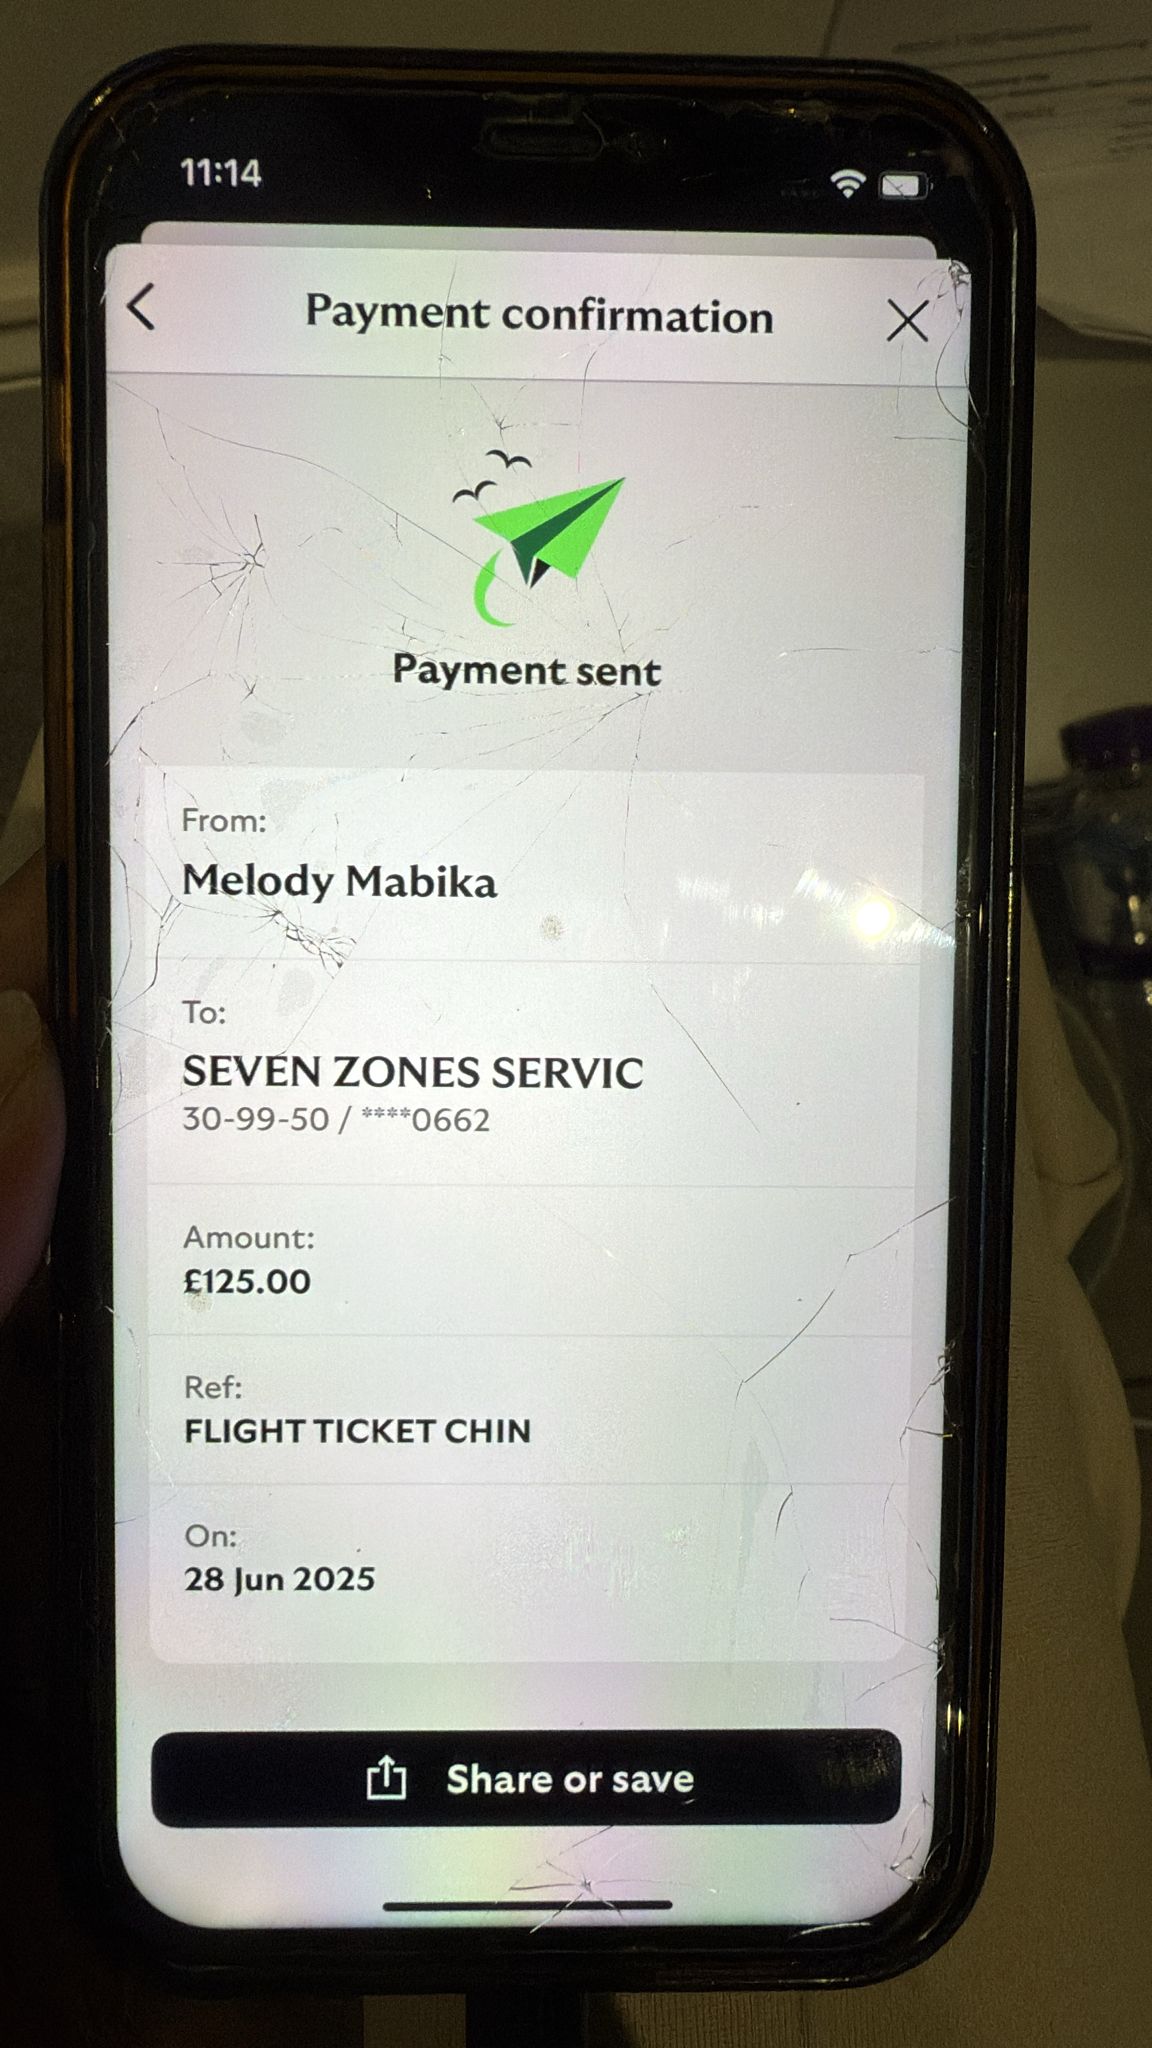 11:14
Payment confirmation
Payment sent
From:
Melody Mabika
To:
SEVEN ZONES SERVIC
30-99-50 / ****0662
Amount:
£125.00
Ref:
FLIGHT TICKET CHIN
On:
28 Jun 2025
Share or save